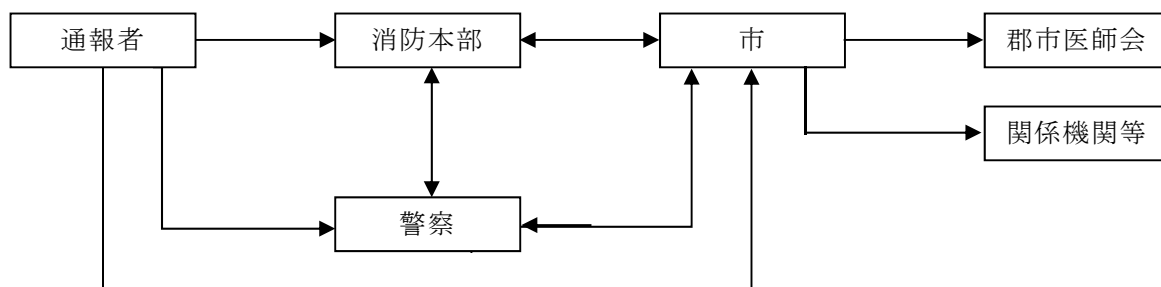 通報者
消防本部
市
郡市医師会
関係機関等
警察